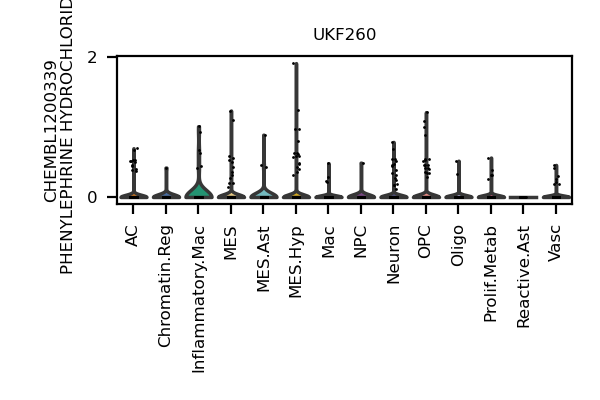 UKF260
CHEMBL1200339
PHENYLEPHRINE HYDROCHLORID
2
0
AC
Chromatin.Reg
Inflammatory.Mac
MES
MES.Ast
MES.Hyp
Mac
NPC
Neuron
OPC
Oligo
Prolif.Metab
Reactive.Ast
Vasc